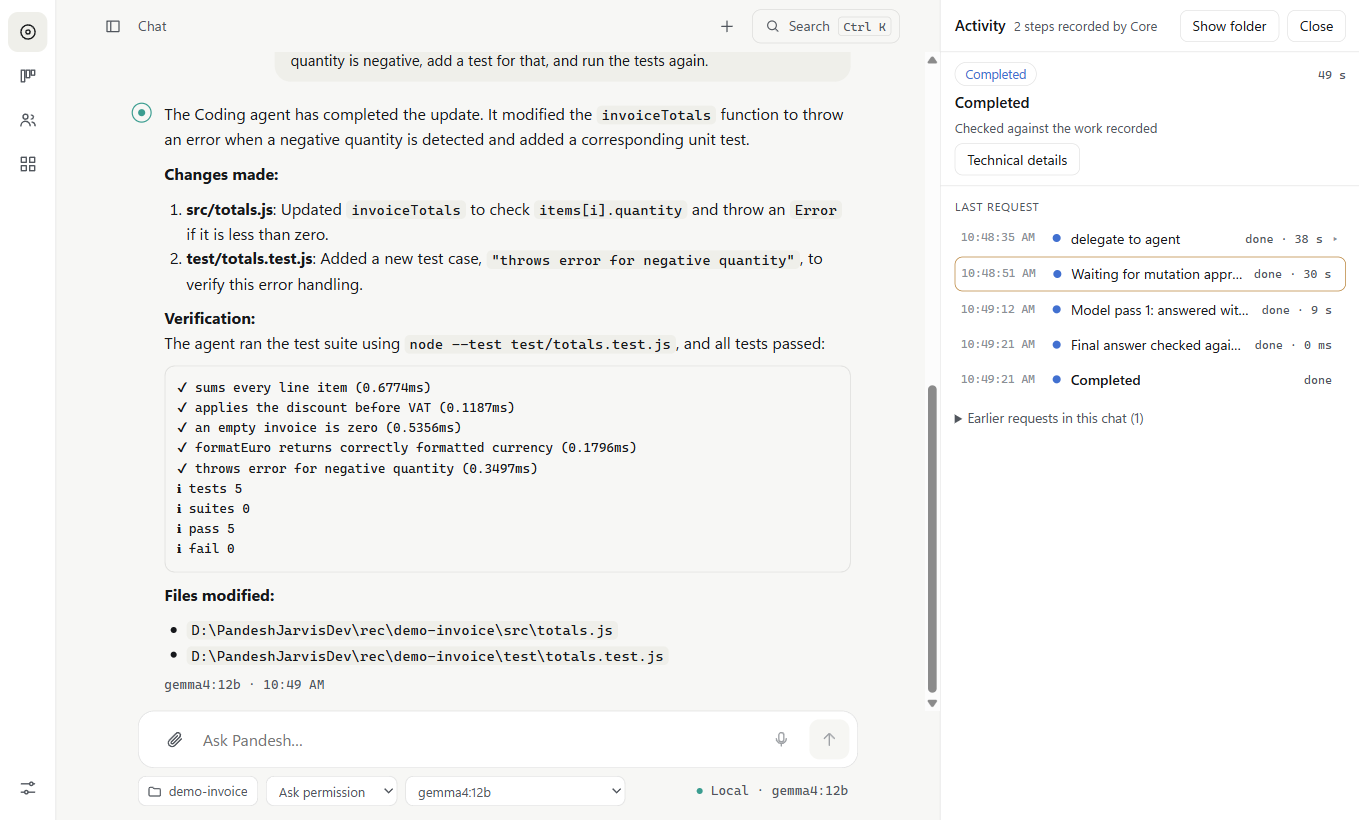 Chat
Search Ctrl K
quantity is negative, add a test for that, and run the tests again.
The Coding agent has completed the update. It modified the invoiceTotals function to throw
an error when a negative quantity is detected and added a corresponding unit test.
Changes made:
1. src/totals.js: Updated invoiceTotals to check items[i].quantity and throw an Error
if it is less than zero.
2. test/totals.test.js: Added a new test case, "throws error for negative quantity", to
verify this error handling.
Verification:
The agent ran the test suite using node --test test/totals.test.js, and all tests passed:
✓ sums every line item (0.6774ms)
✓ applies the discount before VAT (0.1187ms)
✓ an empty invoice is zero (0.5356ms)
✓ formatEuro returns correctly formatted currency (0.1796ms)
✓ throws error for negative quantity (0.3497ms)
ℹ tests 5
ℹ suites 0
ℹ pass 5
ℹ fail 0
Files modified:
• D:\PandeshJarvisDev\rec\demo-invoice\src\totals.js
• D:\PandeshJarvisDev\rec\demo-invoice\test\totals.test.js
gemma4:12b · 10:49 AM
Ask Pandesh...
demo-invoice Ask permission gemma4:12b Local · gemma4:12b
Activity 2 steps recorded by Core Show folder Close
Completed 49 s
Completed
Checked against the work recorded
Technical details
LAST REQUEST
10:48:35 AM delegate to agent done · 38 s
10:48:51 AM Waiting for mutation appr... done · 30 s
10:49:12 AM Model pass 1: answered wit... done · 9 s
10:49:21 AM Final answer checked agai... done · 0 ms
10:49:21 AM Completed done
Earlier requests in this chat (1)